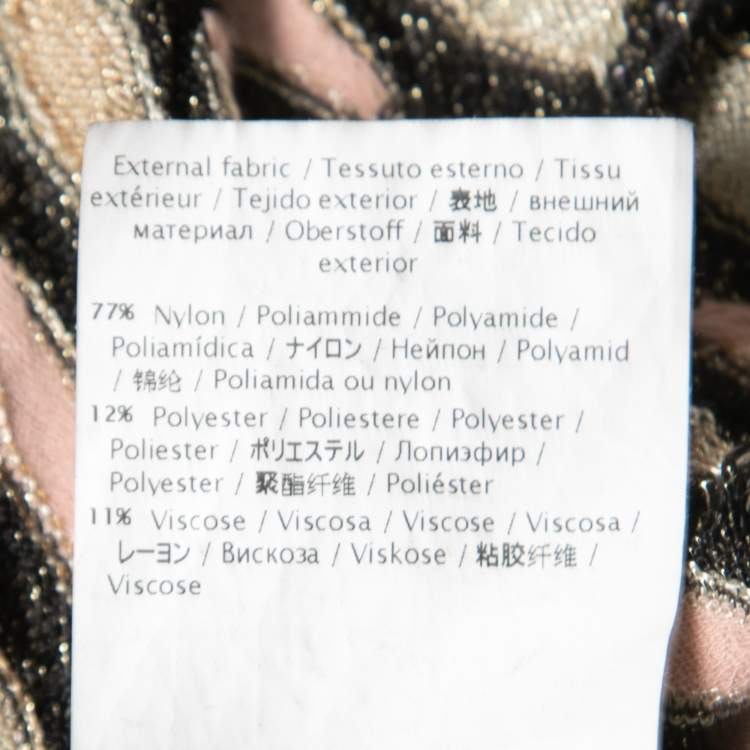 External fabric / Tessuto esterno / Tissu
extérieur / Tejido exterior / 表地 / внешний
материал / Oberstoff / 面料 / Tecido
exterior
77% Nylon / Poliammide / Polyamide /
Poliamídica / ナイロン / Нейпон / Polyamid
/ 锦纶 / Poliamida ou nylon
12% Polyester / Poliestere / Polyester /
Poliester / ポリエステル / Лопиэфир /
Polyester / 聚酯纤维 / Poliéster
11% Viscose / Viscosa / Viscose / Viscosa /
レーヨン / Вискоза / Viskose / 粘胶纤维 /
Viscose